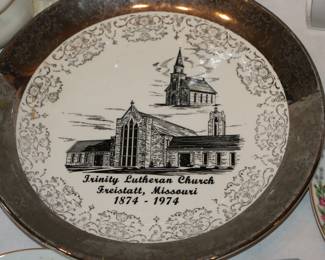 Trinity Lutheran Church
Freistatt, Missouri
1874 - 1974